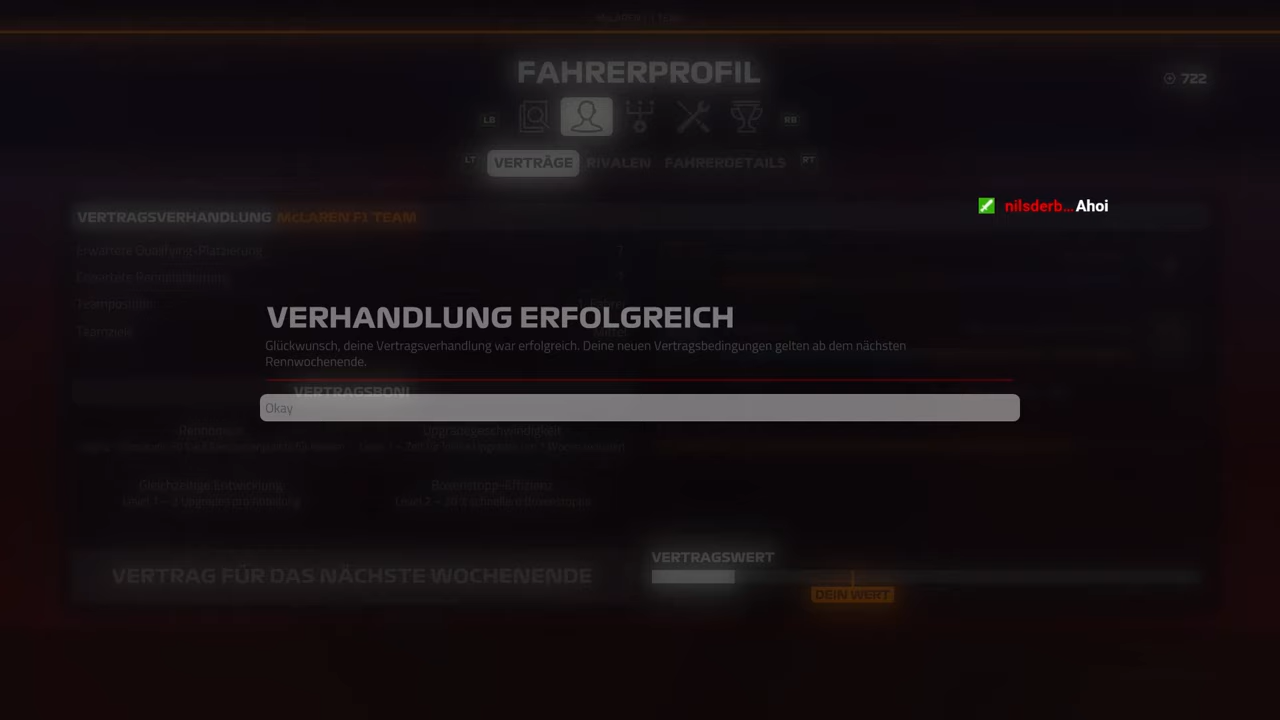 FAHRERPROFIL
722
LB
RB
LT
VERTRÄGE
RIVALEN
FAHRERDETAILS
RT
VERTRAGSVERHANDLUNG McLAREN F1 TEAM
nilsderb... Ahoi
Erwartete Qualifying-Platzierung
Teamposition
Teamziel
VERHANDLUNG ERFOLGREICH
Glückwunsch, deine Vertragsverhandlung war erfolgreich. Deine neuen Vertragsbedingungen gelten ab dem nächsten
Rennwochenende.
VERTRAGSBONI
Okay
Upgradegeschwindigkeit
Gleichzeitige Entwicklung
Boxenstopp-Effizienz
VERTRAGSWERT
VERTRAG FÜR DAS NÄCHSTE WOCHENENDE
DEIN WERT